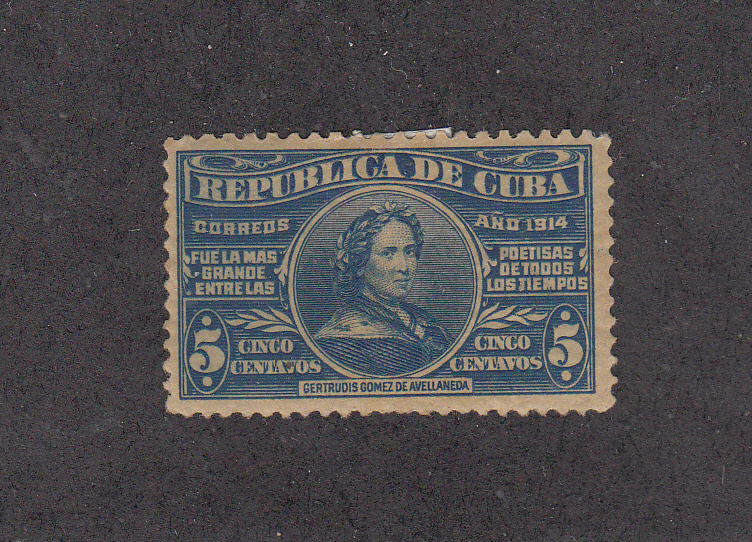 REPUBLICA DE CUBA
CORREOS
AÑO 1914
FUE LA MAS
GRANDE
ENTRE LAS
POETISAS
DE TODOS
LOS TIEMPOS
5
CINCO
CENTAVOS
CINCO
CENTAVOS
5
GERTRUDIS GOMEZ DE AVELLANEDA